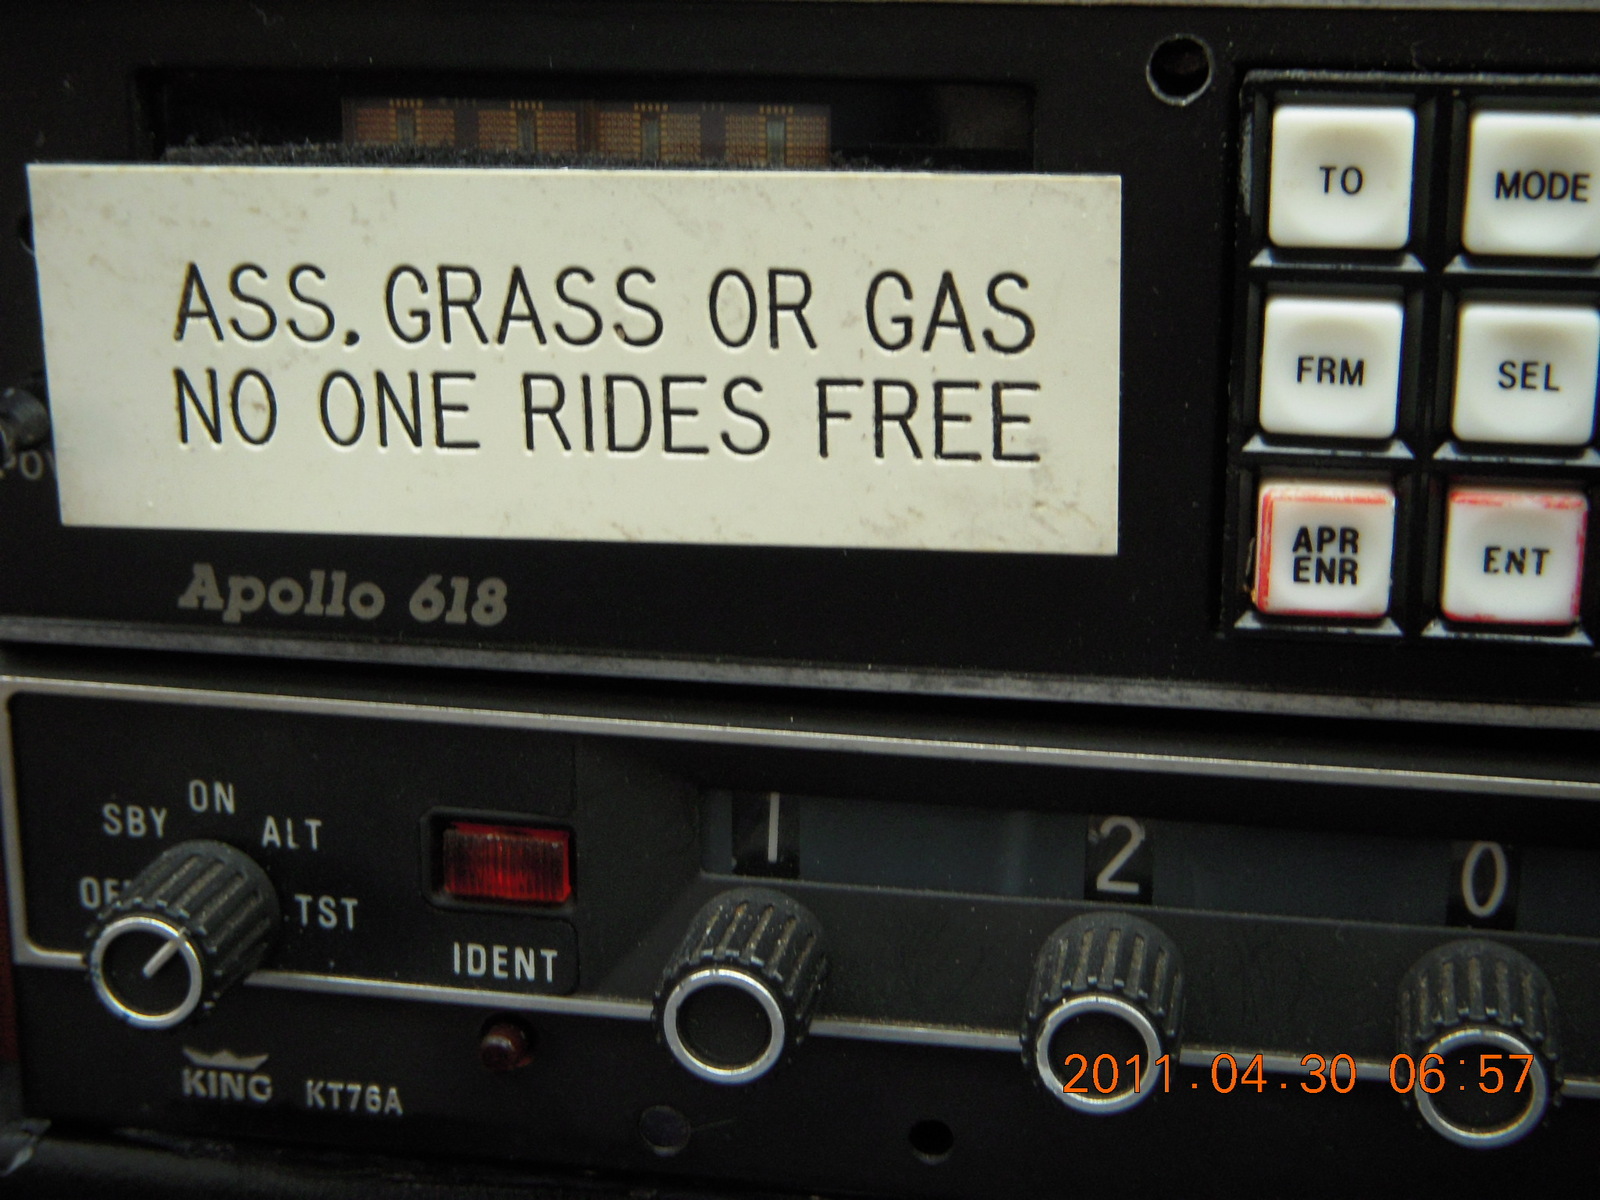 ASS. GRASS OR GAS
NO ONE RIDES FREE
TO
MODE
FRM
SEL
APR
ENR
ENT
Apollo 618
SBY
ON
ALT
TST
IDENT
1 2 0
KING KT76A
2011.04.30 06:57